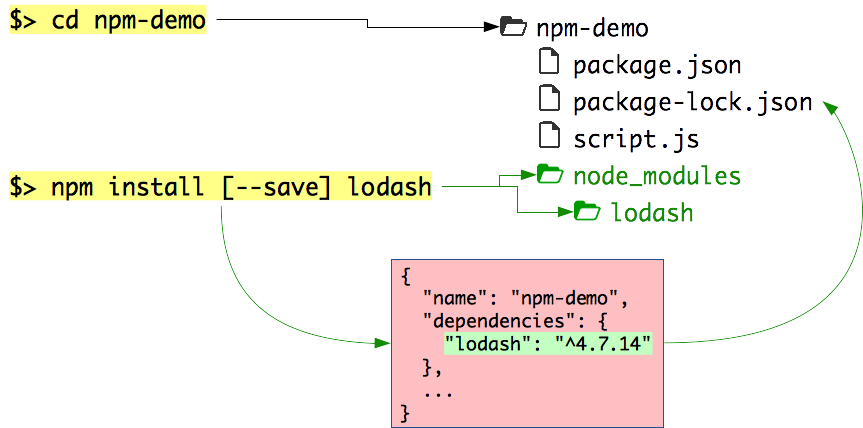 $> cd npm-demo
npm-demo
package.json
package-lock.json
script.js
$> npm install [--save] lodash
node_modules
lodash
{
"name": "npm-demo",
"dependencies": {
"lodash": "^4.7.14"
},
...
}